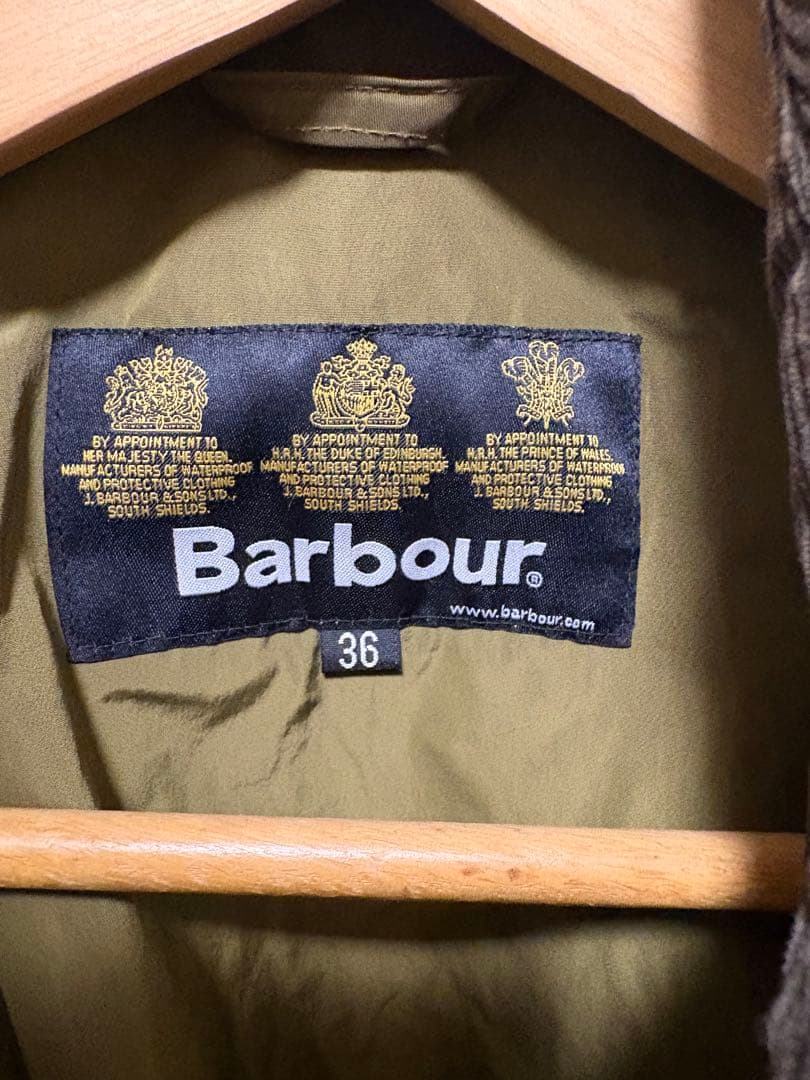 BY APPOINTMENT TO
HER MAJESTY THE QUEEN.
MANUFACTURERS OF WATERPROOF
AND PROTECTIVE CLOTHING
J. BARBOUR & SONS LTD.,
SOUTH SHIELDS.
BY APPOINTMENT TO
H.R.H. THE DUKE OF EDINBURGH.
MANUFACTURERS OF WATERPROOF
AND PROTECTIVE CLOTHING
J. BARBOUR & SONS LTD.,
SOUTH SHIELDS.
BY APPOINTMENT TO
H.R.H. THE PRINCE OF WALES.
MANUFACTURERS OF WATERPROOF
AND PROTECTIVE CLOTHING
J. BARBOUR & SONS LTD.,
SOUTH SHIELDS.
Barbour®
www.barbour.com
36